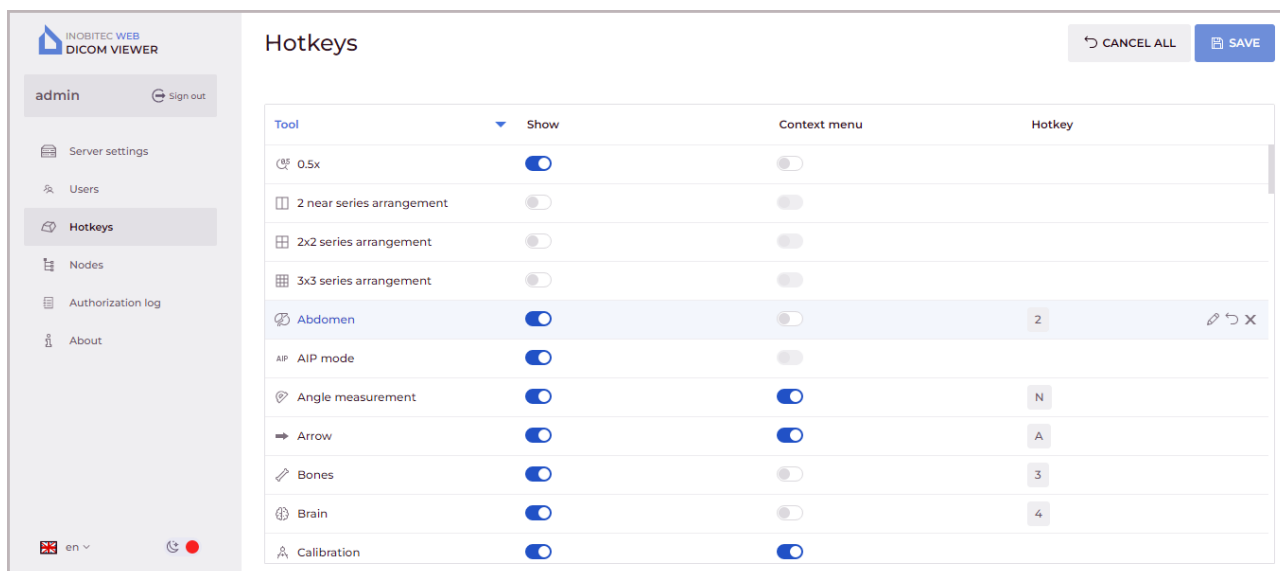 INOBITEC WEB
DICOM VIEWER
admin
Sign out
Server settings
Users
Hotkeys
Nodes
Authorization log
About
en
Hotkeys
CANCEL ALL
SAVE
Tool Show Context menu Hotkey
0.5 0.5x
2 near series arrangement
2x2 series arrangement
3x3 series arrangement
Abdomen 2
AIP AIP mode
Angle measurement N
Arrow A
Bones 3
Brain 4
Calibration